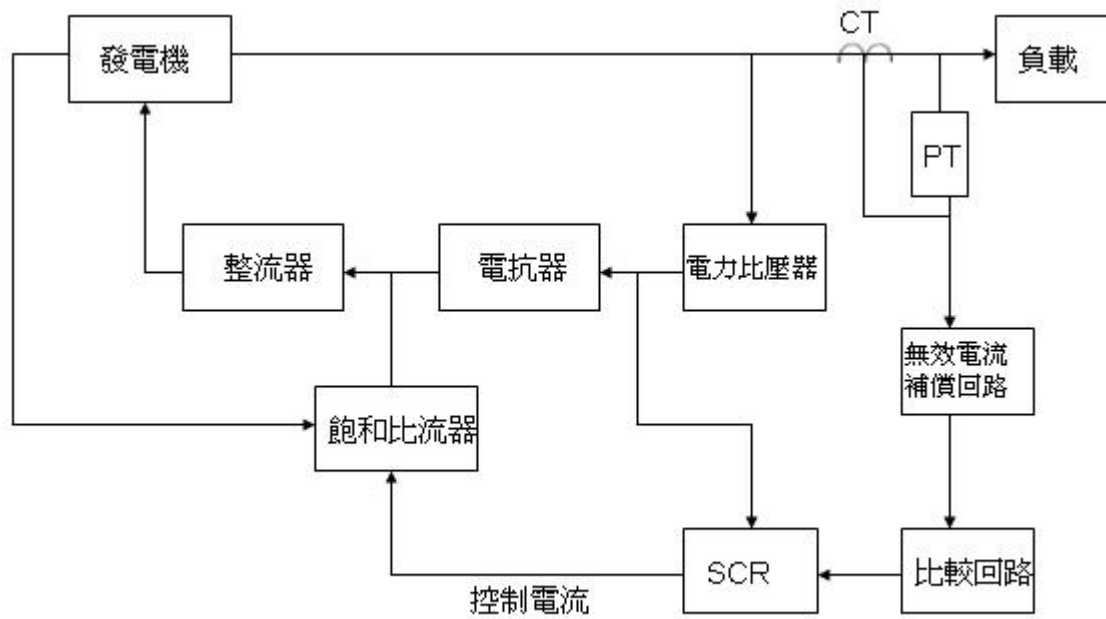 CT
發電機
負載
PT
整流器
電抗器
電力比壓器
無效電流
補償回路
飽和比流器
SCR
比較回路
控制電流